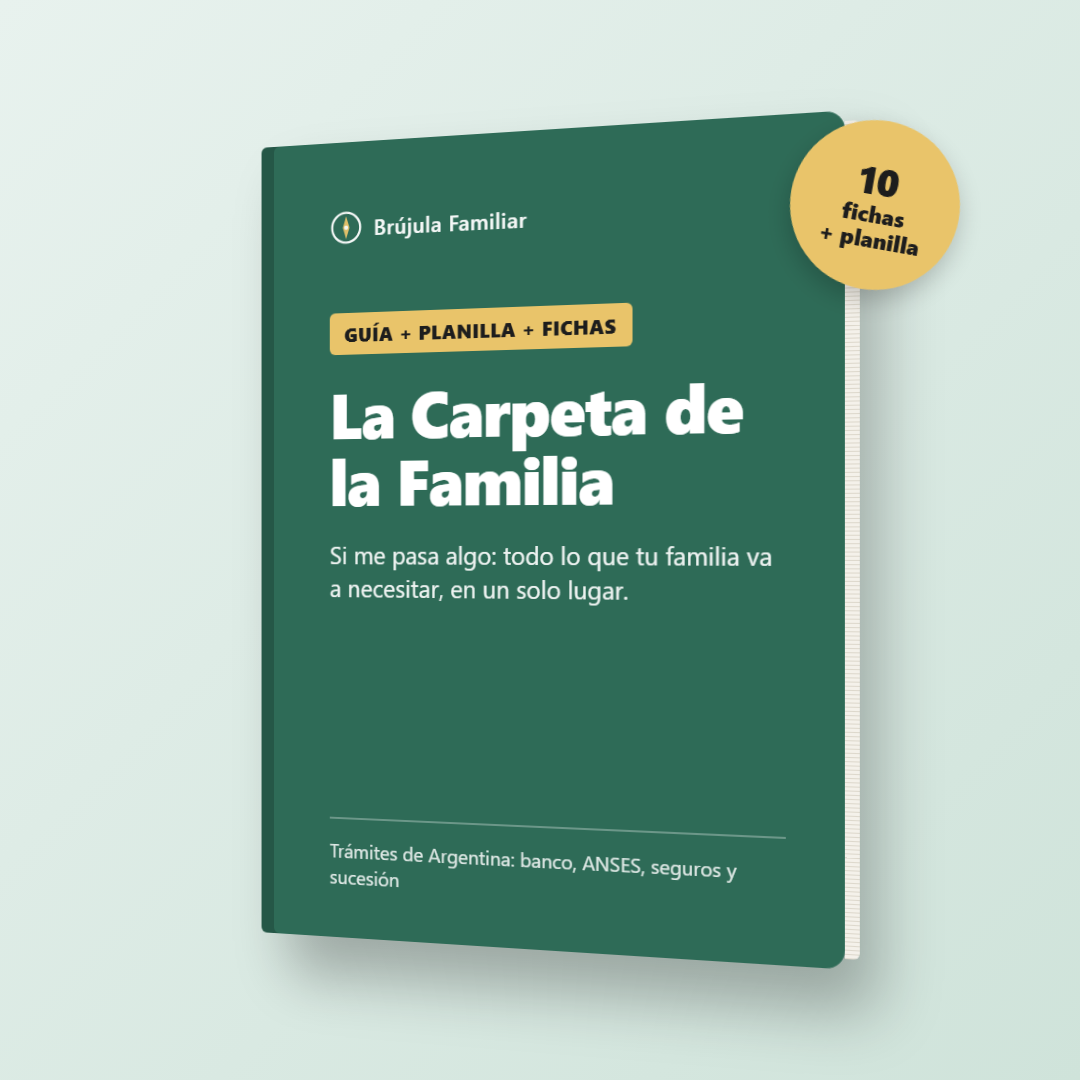 Brújula Familiar
GUÍA + PLANILLA + FICHAS
La Carpeta de
la Familia
Si me pasa algo: todo lo que tu familia va
a necesitar, en un solo lugar.
Trámites de Argentina: banco, ANSES, seguros y
sucesión
10
fichas
+ planilla